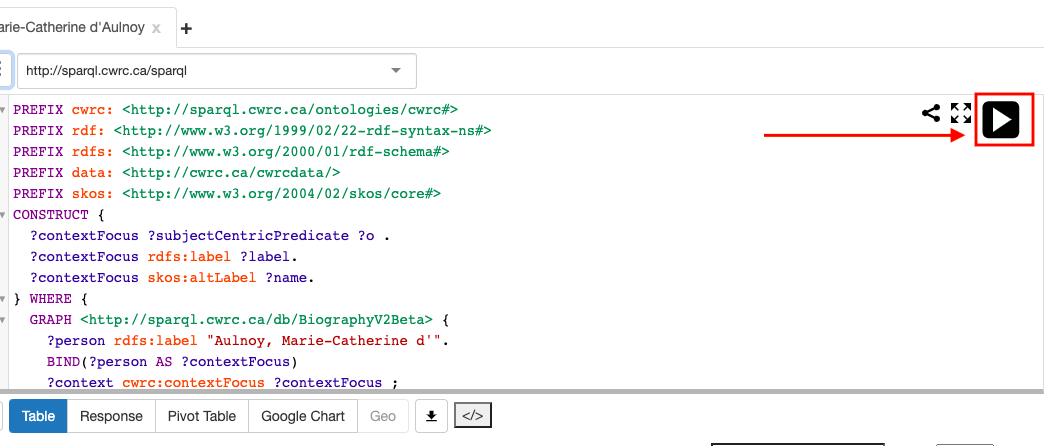 arie-Catherine d'Aulnoy x +
http://sparql.cwrc.ca/sparql
PREFIX cwrc: <http://sparql.cwrc.ca/ontologies/cwrc#>
PREFIX rdf: <http://www.w3.org/1999/02/22-rdf-syntax-ns#>
PREFIX rdfs: <http://www.w3.org/2000/01/rdf-schema#>
PREFIX data: <http://cwrc.ca/cwrcdata/>
PREFIX skos: <http://www.w3.org/2004/02/skos/core#>
CONSTRUCT {
?contextFocus ?subjectCentricPredicate ?o .
?contextFocus rdfs:label ?label.
?contextFocus skos:altLabel ?name.
} WHERE {
GRAPH <http://sparql.cwrc.ca/db/BiographyV2Beta> {
?person rdfs:label "Aulnoy, Marie-Catherine d'".
BIND(?person AS ?contextFocus)
?context cwrc:contextFocus ?contextFocus ;
Table Response Pivot Table Google Chart Geo </>